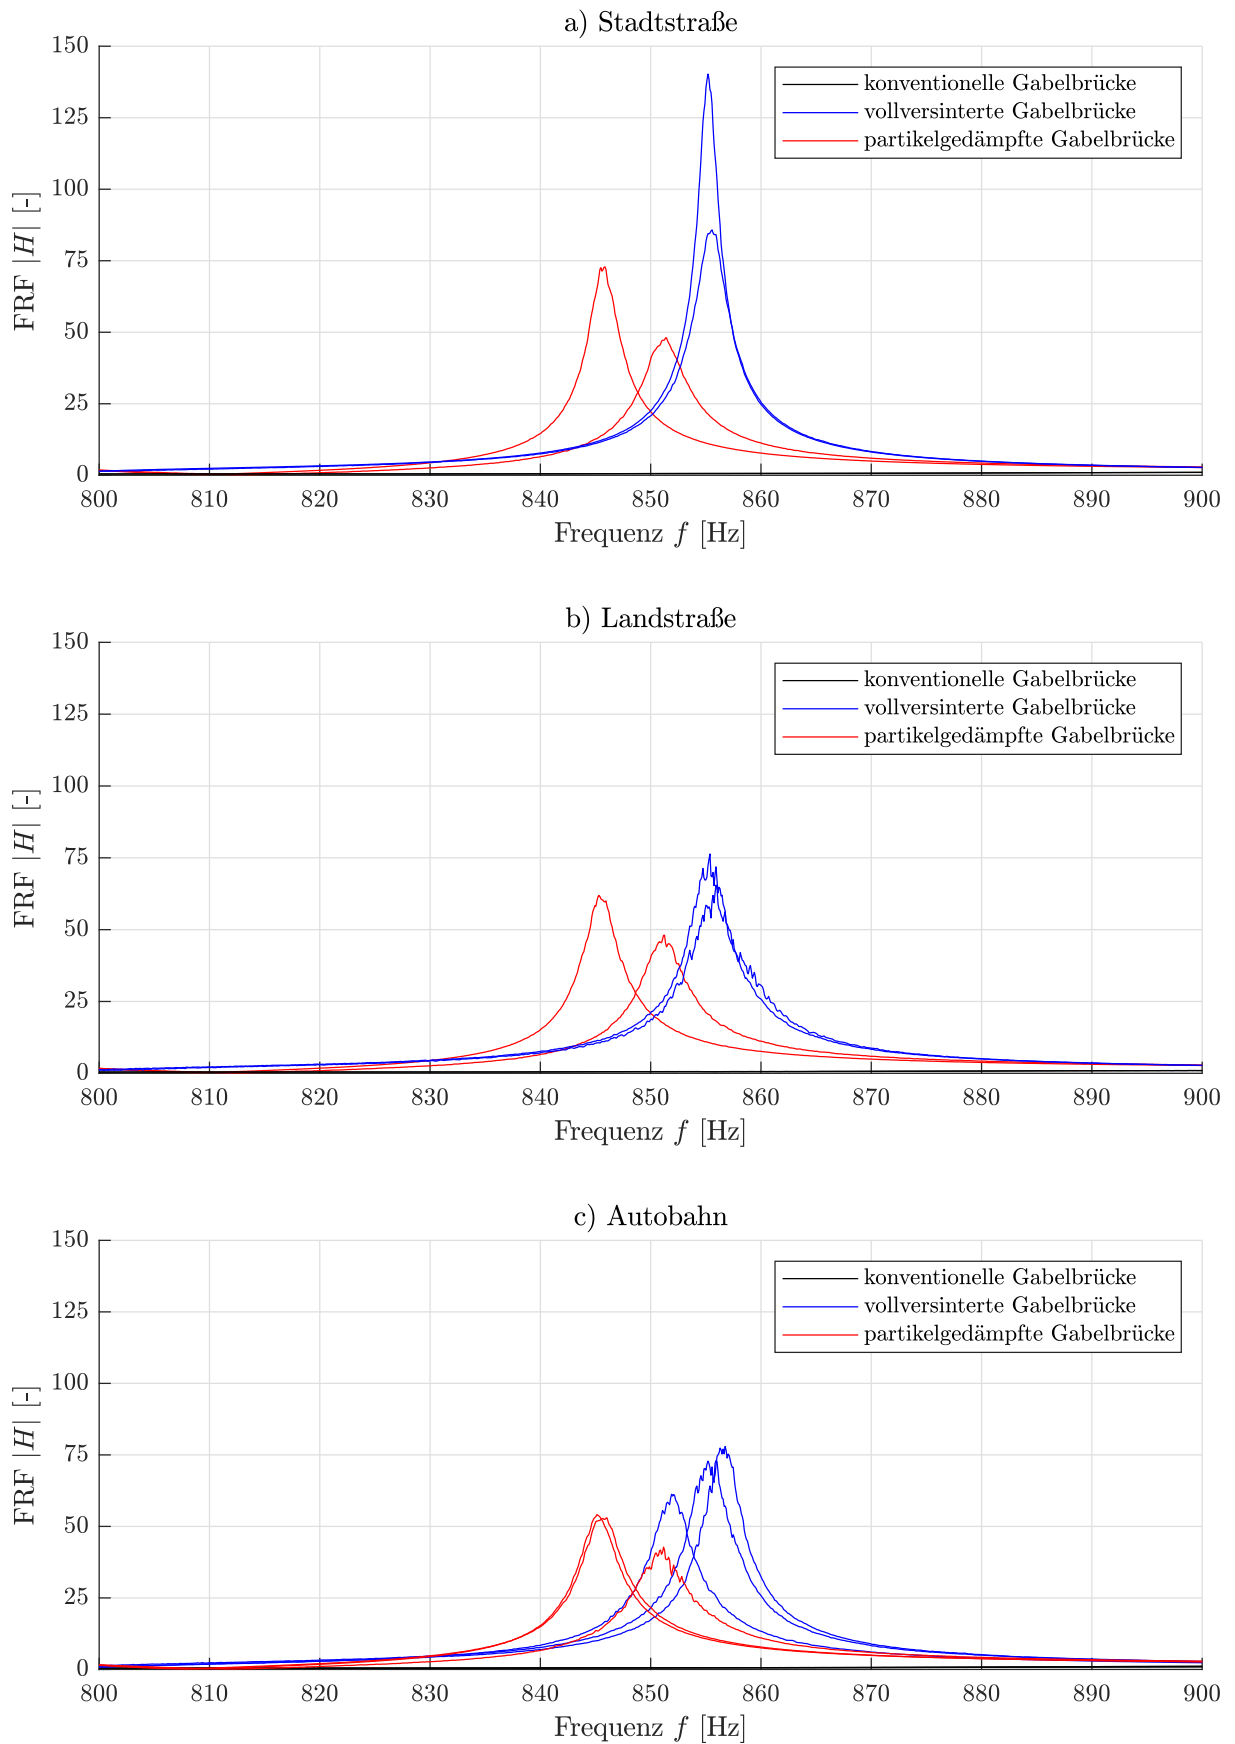 a) Stadtstraße
150
125
100
75
50
25
0
FRF |H| [-]
konventionelle Gabelbrücke
vollversinterte Gabelbrücke
partikelgedämpfte Gabelbrücke
800 810 820 830 840 850 860 870 880 890 900
Frequenz f [Hz]
b) Landstraße
150
125
100
75
50
25
0
FRF |H| [-]
konventionelle Gabelbrücke
vollversinterte Gabelbrücke
partikelgedämpfte Gabelbrücke
800 810 820 830 840 850 860 870 880 890 900
Frequenz f [Hz]
c) Autobahn
150
125
100
75
50
25
0
FRF |H| [-]
konventionelle Gabelbrücke
vollversinterte Gabelbrücke
partikelgedämpfte Gabelbrücke
800 810 820 830 840 850 860 870 880 890 900
Frequenz f [Hz]